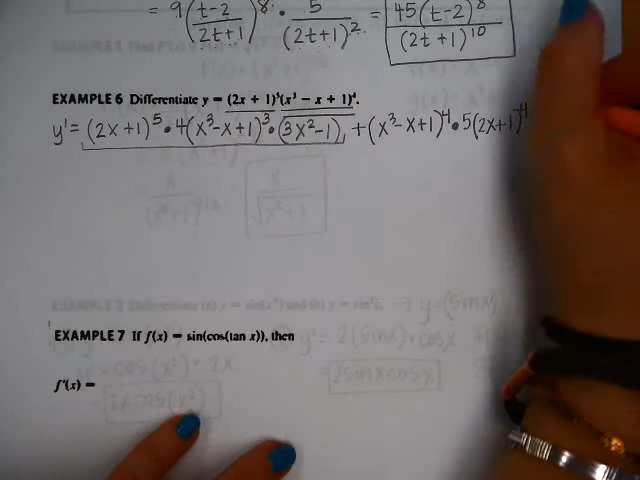 = 9 (t-2/2t+1)^8 • 5/(2t+1)^2 = 45(t-2)^8/(2t+1)^10
EXAMPLE 6 Differentiate y = (2x + 1)^5(x^3 − x + 1)^4.
y' = (2x+1)^5 • 4(x^3-x+1)^3 • (3x^2-1) + (x^3-x+1)^4 • 5(2x+1)^4
EXAMPLE 7 If f(x) = sin(cos(tan x)), then
f'(x) =